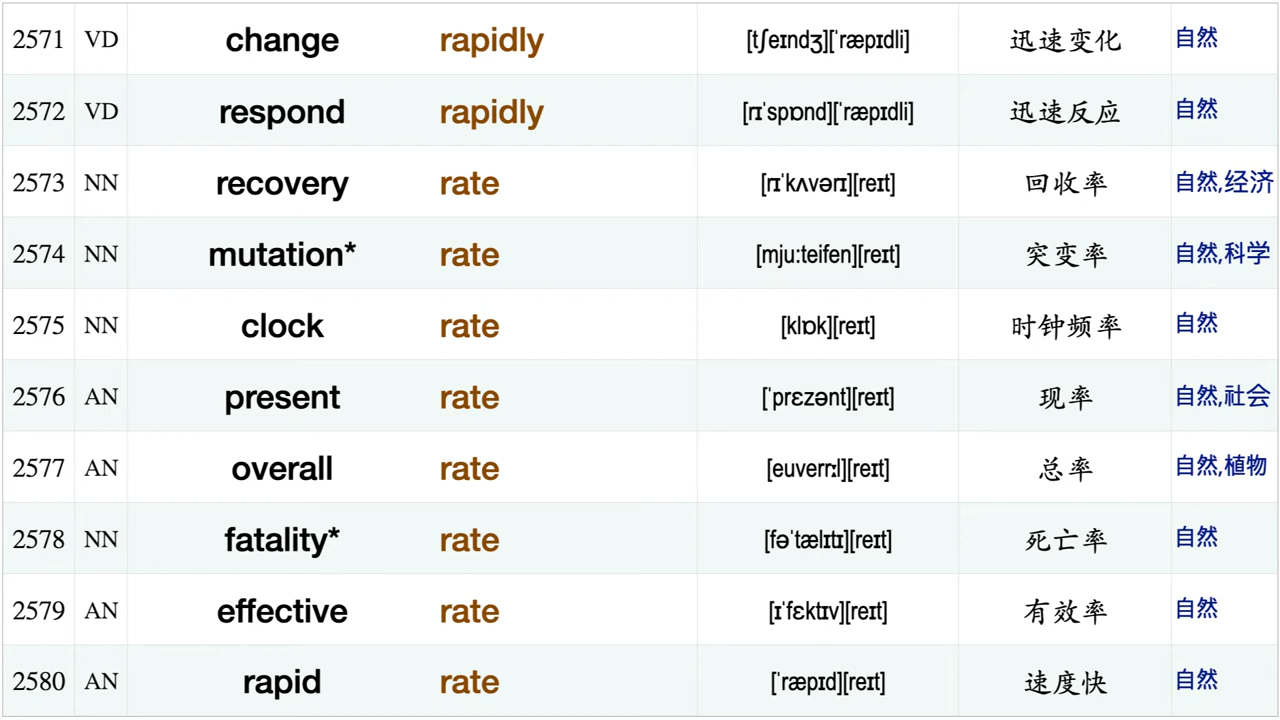 2571 VD change rapidly [tʃeɪndʒ][ˈræpɪdli] 迅速变化 自然
2572 VD respond rapidly [rɪˈspɒnd][ˈræpɪdli] 迅速反应 自然
2573 NN recovery rate [rɪˈkʌvərɪ][reɪt] 回收率 自然,经济
2574 NN mutation* rate [mju:teifen][reɪt] 突变率 自然,科学
2575 NN clock rate [klɒk][reɪt] 时钟频率 自然
2576 AN present rate [ˈprɛzənt][reɪt] 现率 自然,社会
2577 AN overall rate [euverrːl][reɪt] 总率 自然,植物
2578 NN fatality* rate [fəˈtælɪtɪ][reɪt] 死亡率 自然
2579 AN effective rate [ɪˈfɛktɪv][reɪt] 有效率 自然
2580 AN rapid rate [ˈræpɪd][reɪt] 速度快 自然